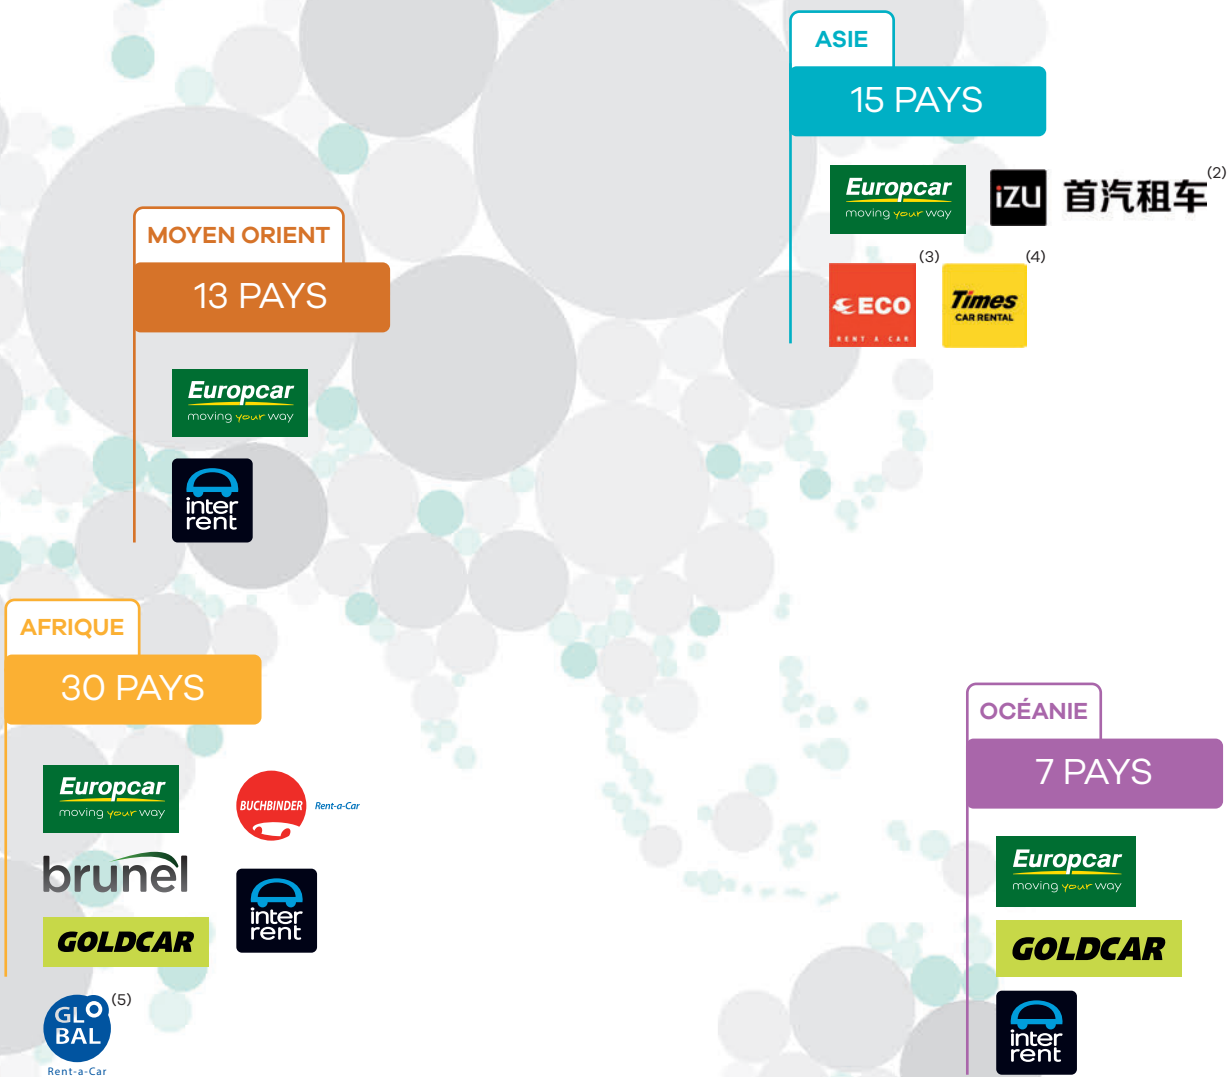 ASIE
15 PAYS
Europcar
moving your way
izu 首汽租车 (2)
(3)
ECO
RENT A CAR
(4)
Times
CAR RENTAL
MOYEN ORIENT
13 PAYS
Europcar
moving your way
inter
rent
AFRIQUE
30 PAYS
Europcar
moving your way
BUCHBINDER Rent-a-Car
brunel
inter
rent
GOLDCAR
GLOBAL (5)
Rent-a-Car
OCÉANIE
7 PAYS
Europcar
moving your way
GOLDCAR
inter
rent